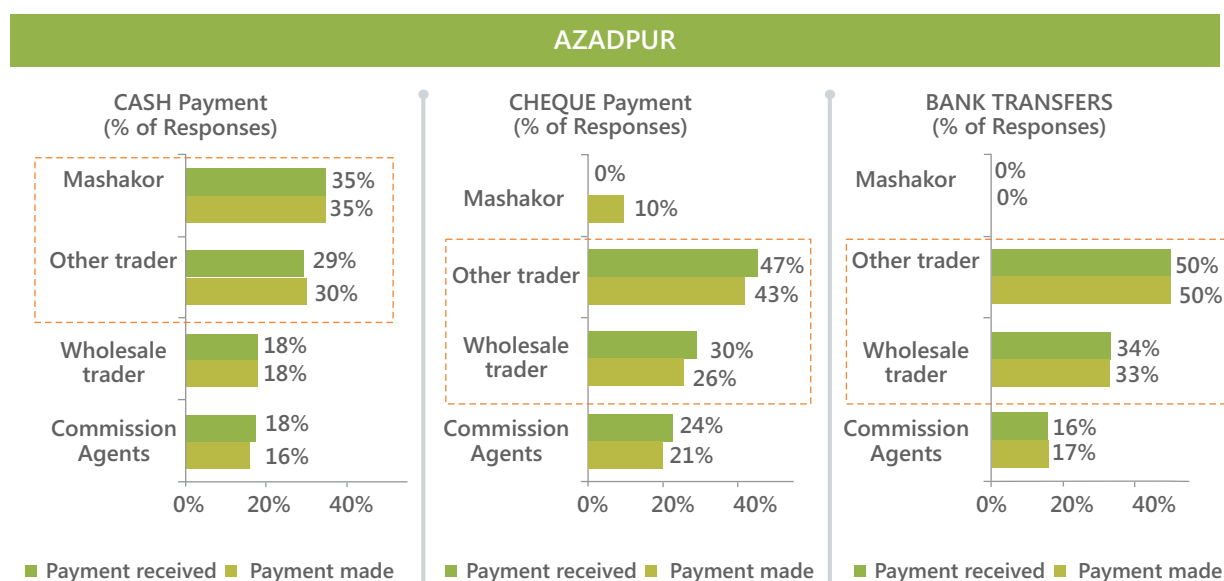 AZADPUR
CASH Payment
(% of Responses)
Mashakor
35%
35%
Other trader
29%
30%
Wholesale
trader
18%
18%
Commission
Agents
18%
16%
0% 20% 40%
Payment received Payment made
CHEQUE Payment
(% of Responses)
Mashakor
0%
10%
Other trader
47%
43%
Wholesale
trader
30%
26%
Commission
Agents
24%
21%
0% 20% 40%
Payment received Payment made
BANK TRANSFERS
(% of Responses)
Mashakor
0%
0%
Other trader
50%
50%
Wholesale
trader
34%
33%
Commission
Agents
16%
17%
0% 20% 40%
Payment received Payment made